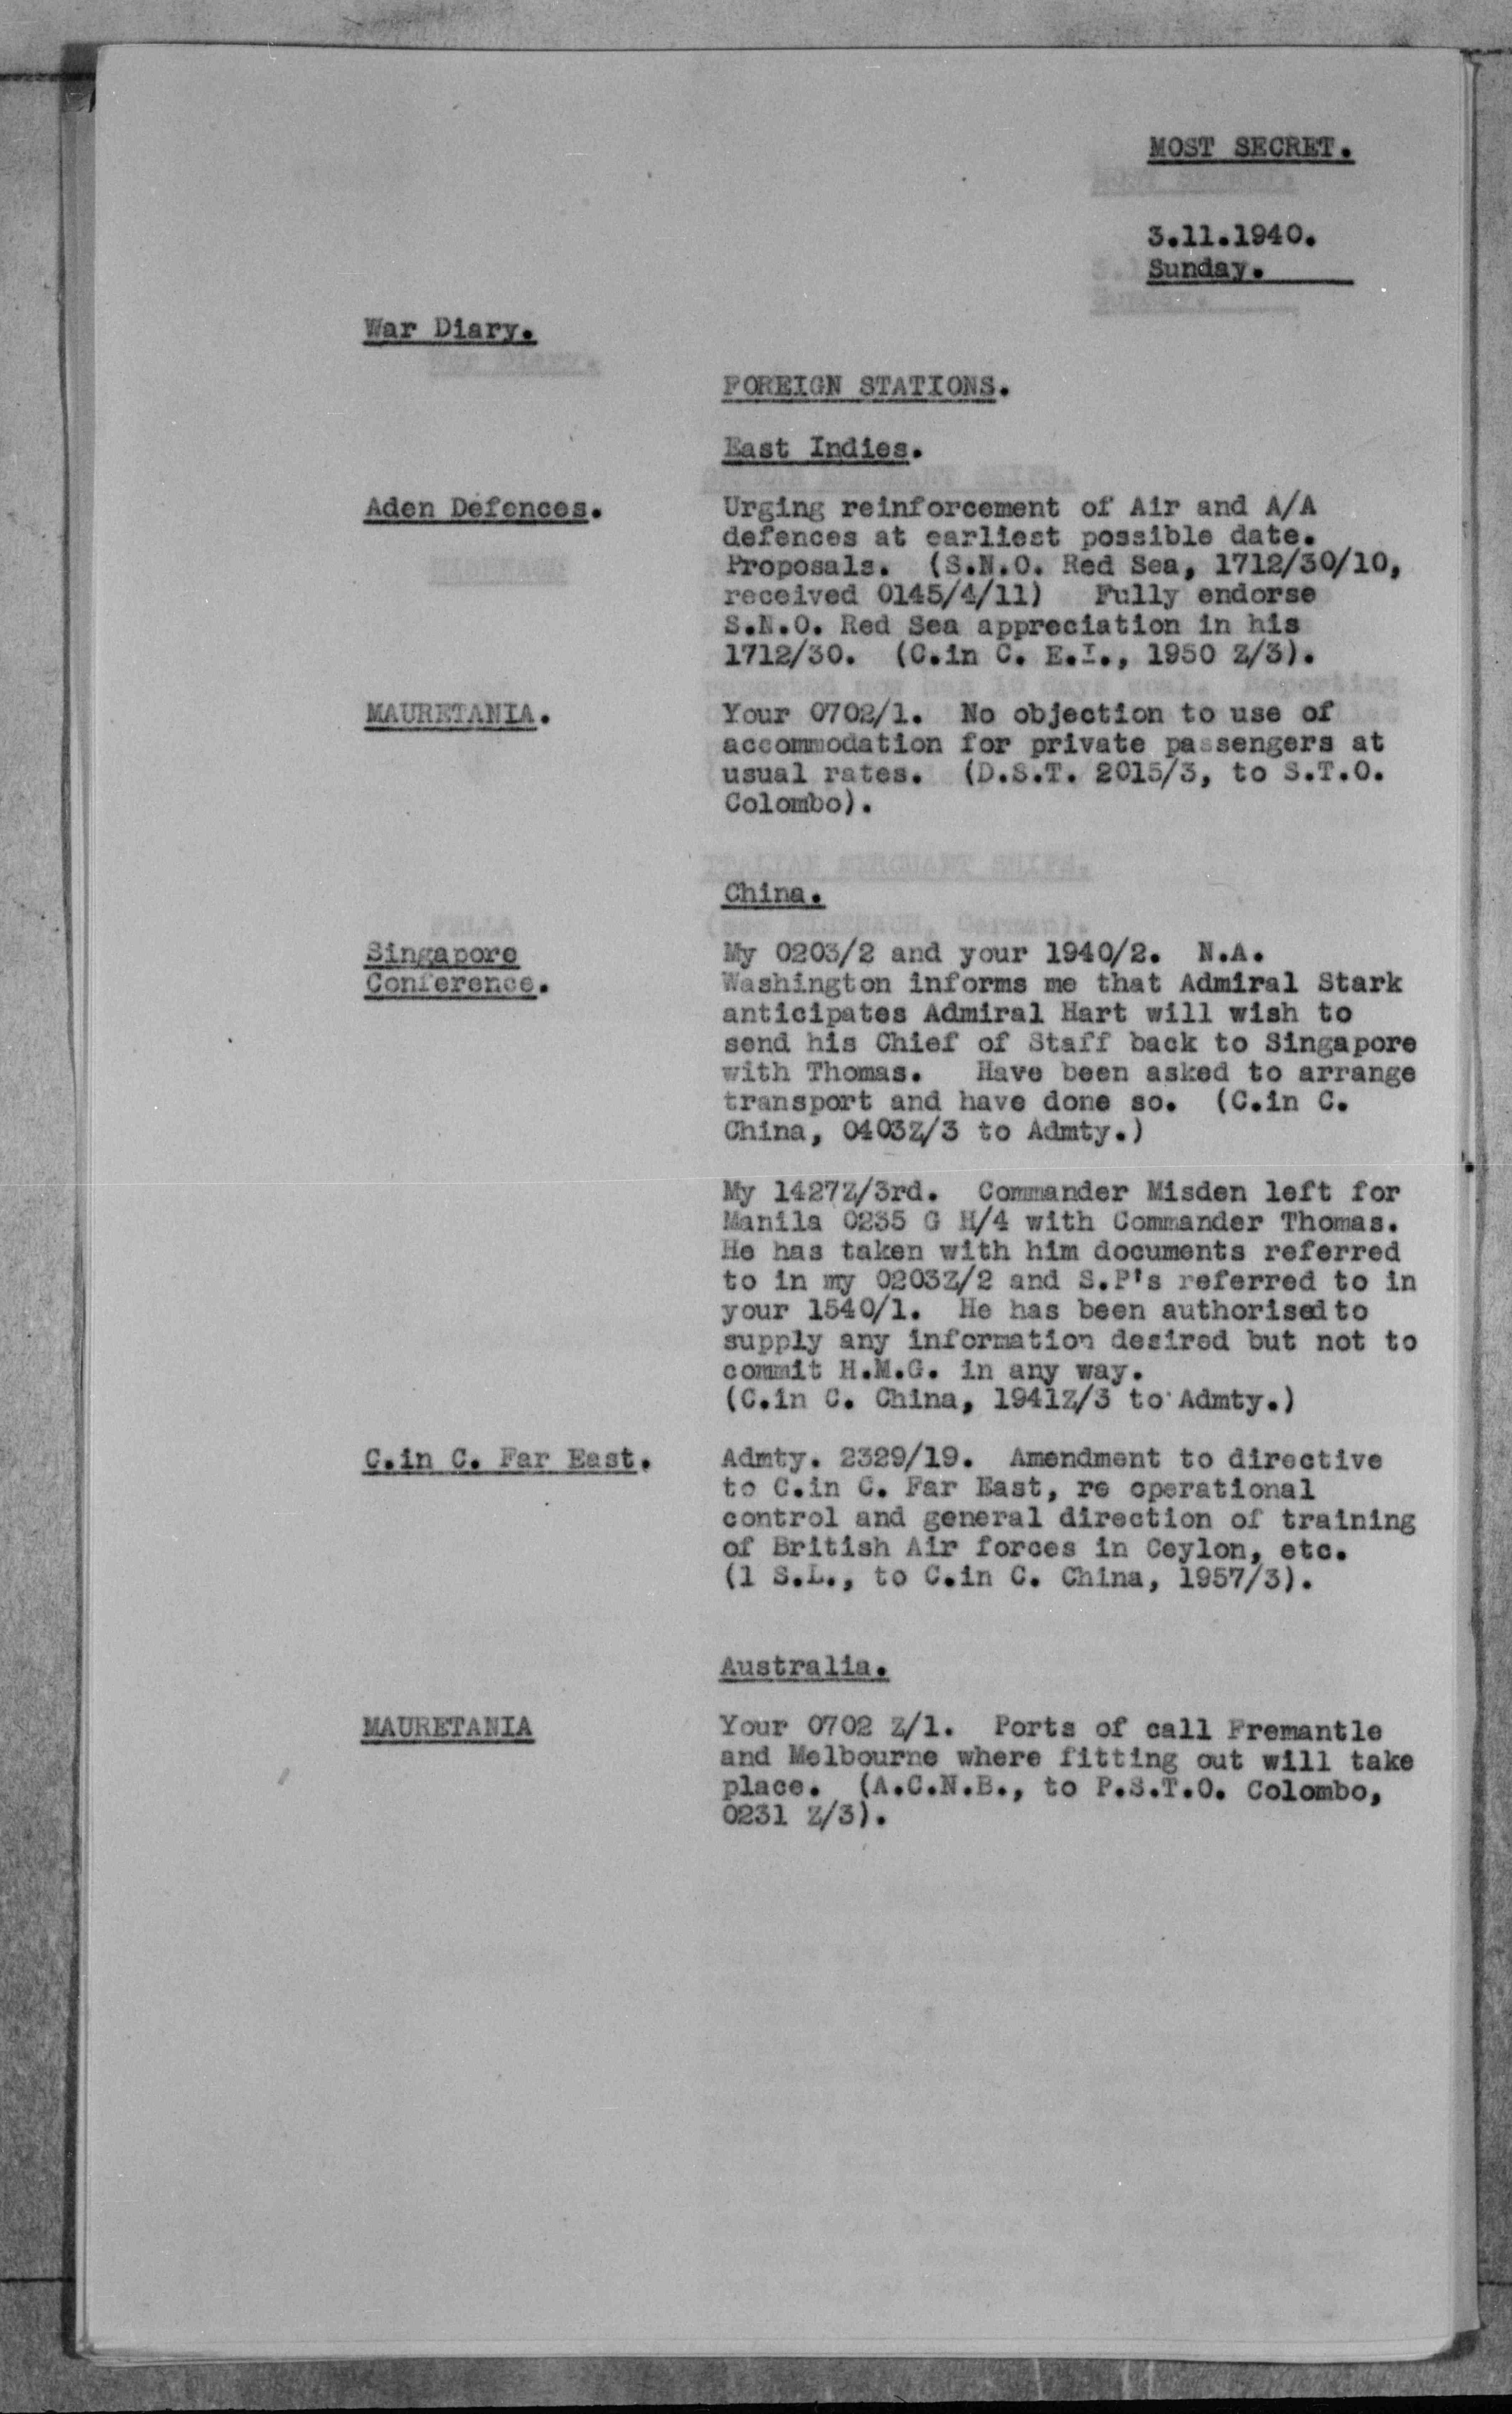 MOST SECRET.
3.11.1940.
Sunday.
War Diary.
FOREIGN STATIONS.
East Indies.
Aden Defences.
Urging reinforcement of Air and A/A
defences at earliest possible date.
Proposals. (S.N.O. Red Sea, 1712/30/10,
received 0145/4/11) Fully endorse
S.N.O. Red Sea appreciation in his
1712/30. (C.in C. E.I., 1950 Z/3).
MAURETANIA.
Your 0702/1. No objection to use of
accommodation for private passengers at
usual rates. (D.S.T. 2015/3, to S.T.O.
Colombo).
China.
Singapore
Conference.
My 0203/2 and your 1940/2. N.A.
Washington informs me that Admiral Stark
anticipates Admiral Hart will wish to
send his Chief of Staff back to Singapore
with Thomas. Have been asked to arrange
transport and have done so. (C.in C.
China, 0403Z/3 to Admty.)
My 1427Z/3rd. Commander Misden left for
Manila 0235 G H/4 with Commander Thomas.
He has taken with him documents referred
to in my 0203Z/2 and S.P's referred to in
your 1540/1. He has been authorised to
supply any information desired but not to
commit H.M.G. in any way.
(C.in C. China, 1941Z/3 to Admty.)
C.in C. Far East.
Admty. 2329/19. Amendment to directive
to C.in C. Far East, re operational
control and general direction of training
of British Air forces in Ceylon, etc.
(1 S.L., to C.in C. China, 1957/3).
Australia.
MAURETANIA
Your 0702 Z/1. Ports of call Fremantle
and Melbourne where fitting out will take
place. (A.C.N.B., to P.S.T.O. Colombo,
0231 Z/3).